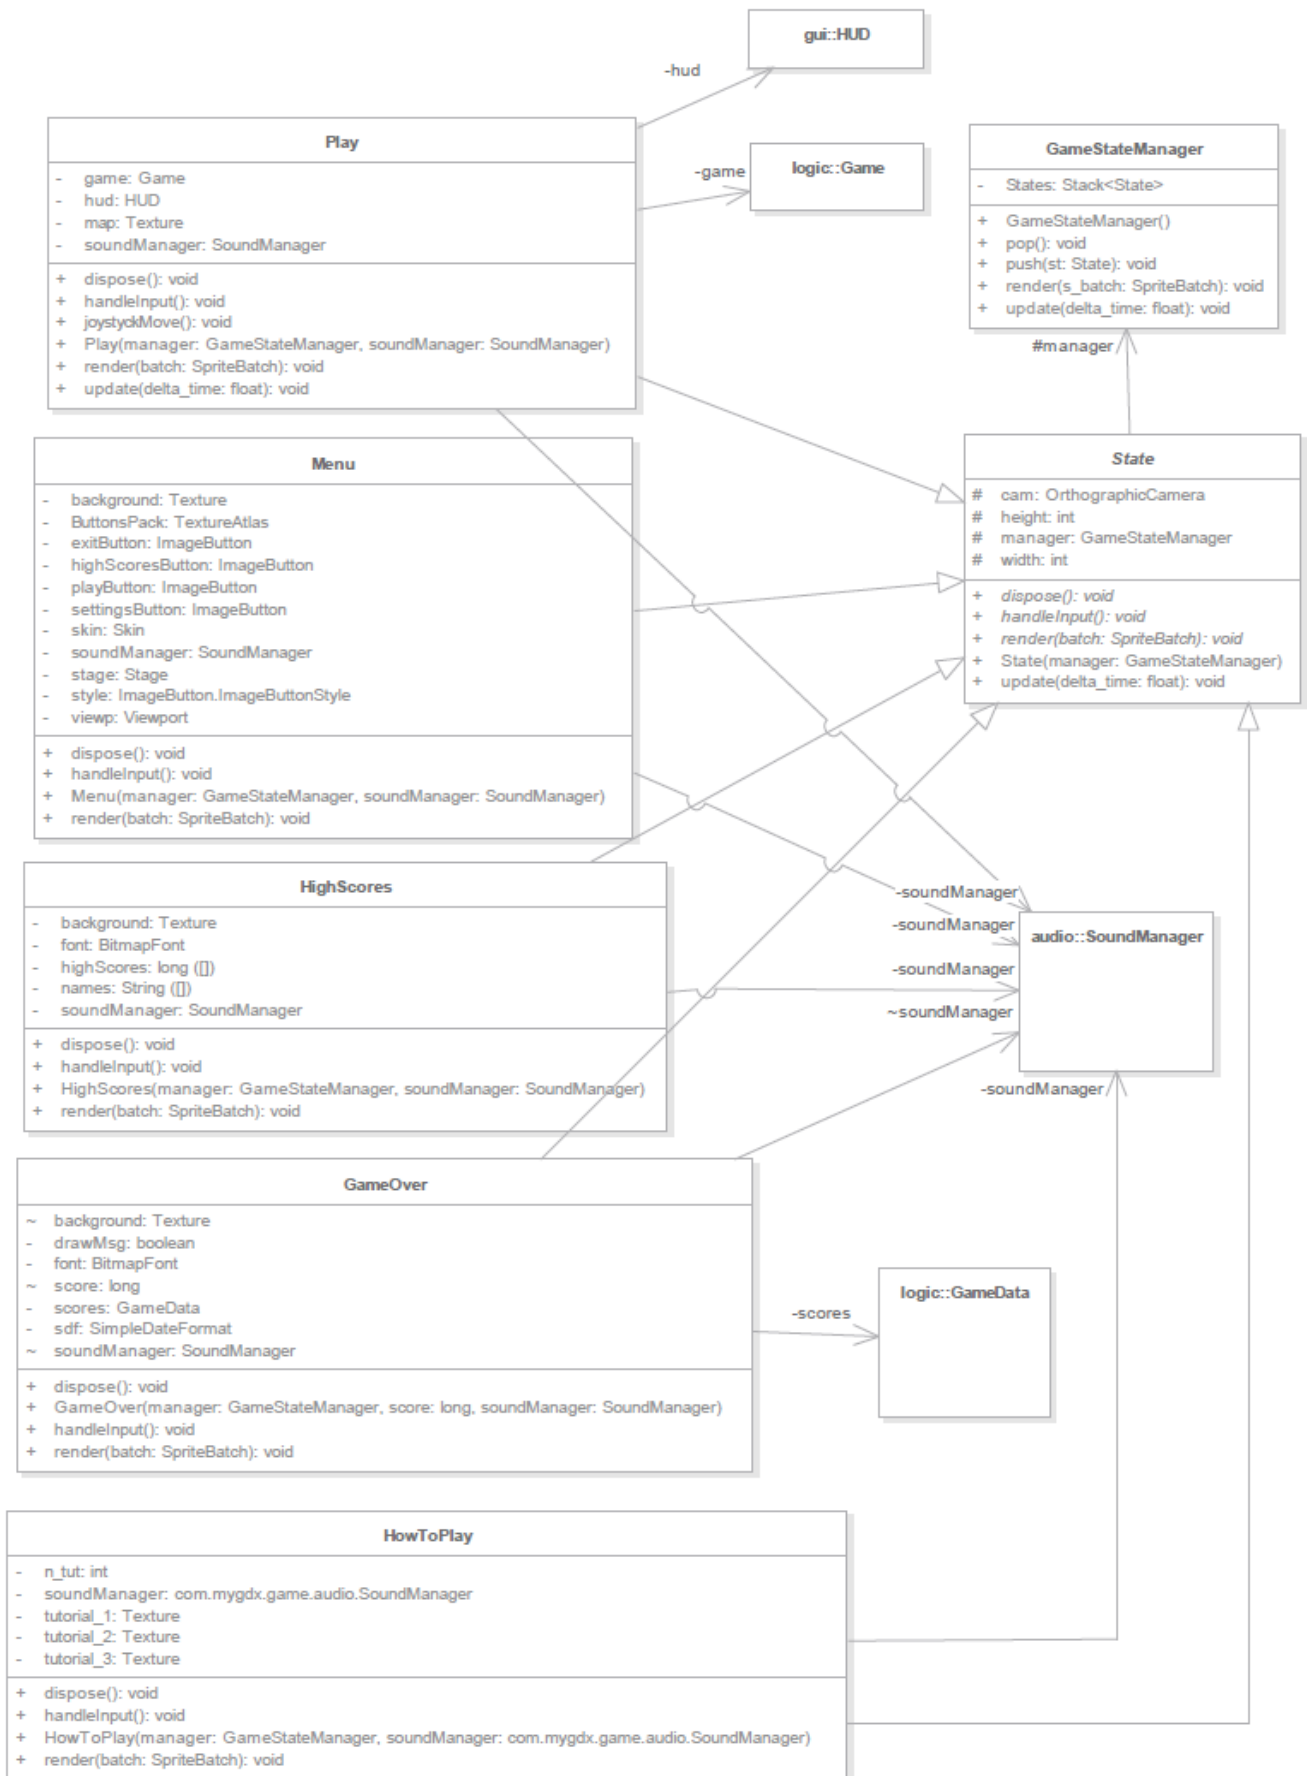 gui::HUD
-hud
Play
- game: Game
- hud: HUD
- map: Texture
- soundManager: SoundManager
+ dispose(): void
+ handleInput(): void
+ joystyckMove(): void
+ Play(manager: GameStateManager, soundManager: SoundManager)
+ render(batch: SpriteBatch): void
+ update(delta_time: float): void
-game
logic::Game
GameStateManager
- States: Stack<State>
+ GameStateManager()
+ pop(): void
+ push(st: State): void
+ render(s_batch: SpriteBatch): void
+ update(delta_time: float): void
#manager
Menu
- background: Texture
- ButtonsPack: TextureAtlas
- exitButton: ImageButton
- highScoresButton: ImageButton
- playButton: ImageButton
- settingsButton: ImageButton
- skin: Skin
- soundManager: SoundManager
- stage: Stage
- style: ImageButton.ImageButtonStyle
- viewp: Viewport
+ dispose(): void
+ handleInput(): void
+ Menu(manager: GameStateManager, soundManager: SoundManager)
+ render(batch: SpriteBatch): void
State
# cam: OrthographicCamera
# height: int
# manager: GameStateManager
# width: int
+ dispose(): void
+ handleInput(): void
+ render(batch: SpriteBatch): void
+ State(manager: GameStateManager)
+ update(delta_time: float): void
HighScores
- background: Texture
- font: BitmapFont
- highScores: long ([])
- names: String ([])
- soundManager: SoundManager
+ dispose(): void
+ handleInput(): void
+ HighScores(manager: GameStateManager, soundManager: SoundManager)
+ render(batch: SpriteBatch): void
-soundManager
-soundManager
-soundManager
~soundManager
-soundManager
audio::SoundManager
GameOver
~ background: Texture
- drawMsg: boolean
- font: BitmapFont
~ score: long
- scores: GameData
- sdf: SimpleDateFormat
~ soundManager: SoundManager
+ dispose(): void
+ GameOver(manager: GameStateManager, score: long, soundManager: SoundManager)
+ handleInput(): void
+ render(batch: SpriteBatch): void
-scores
logic::GameData
HowToPlay
- n_tut: int
- soundManager: com.mygdx.game.audio.SoundManager
- tutorial_1: Texture
- tutorial_2: Texture
- tutorial_3: Texture
+ dispose(): void
+ handleInput(): void
+ HowToPlay(manager: GameStateManager, soundManager: com.mygdx.game.audio.SoundManager)
+ render(batch: SpriteBatch): void